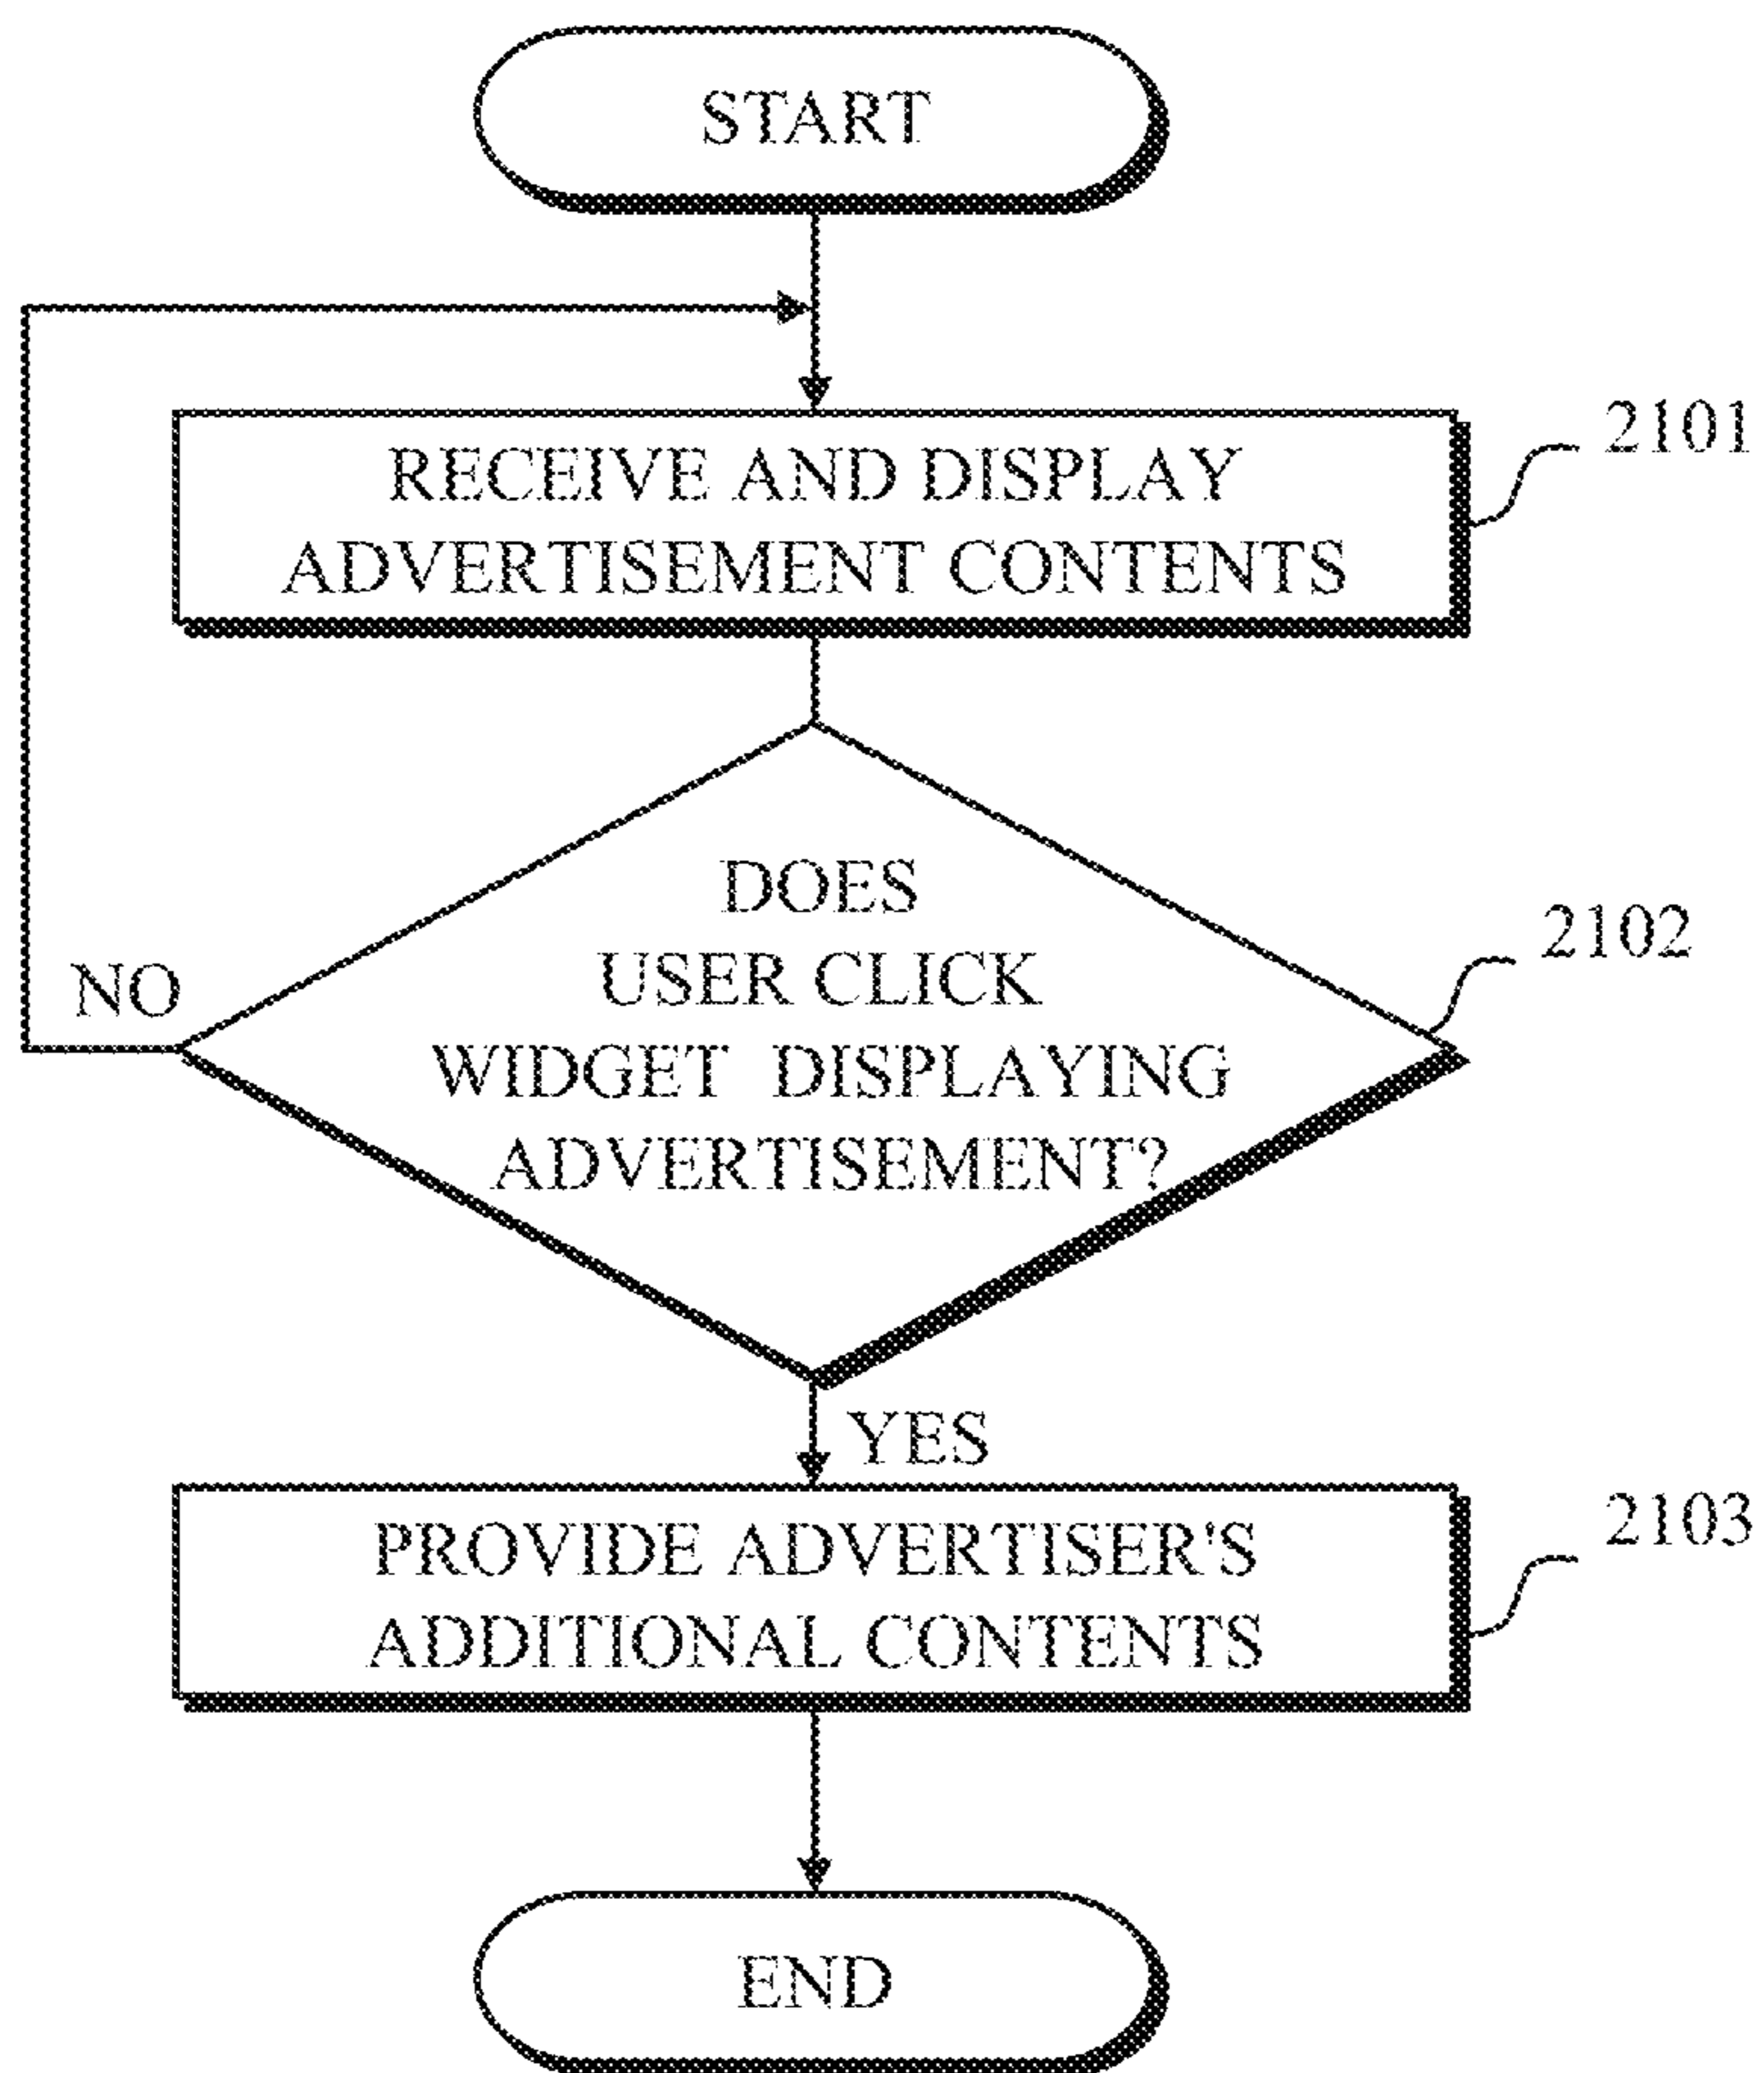 START
RECEIVE AND DISPLAY
ADVERTISEMENT CONTENTS
2101
DOES
USER CLICK
WIDGET DISPLAYING
ADVERTISEMENT?
2102
NO
YES
PROVIDE ADVERTISER'S
ADDITIONAL CONTENTS
2103
END